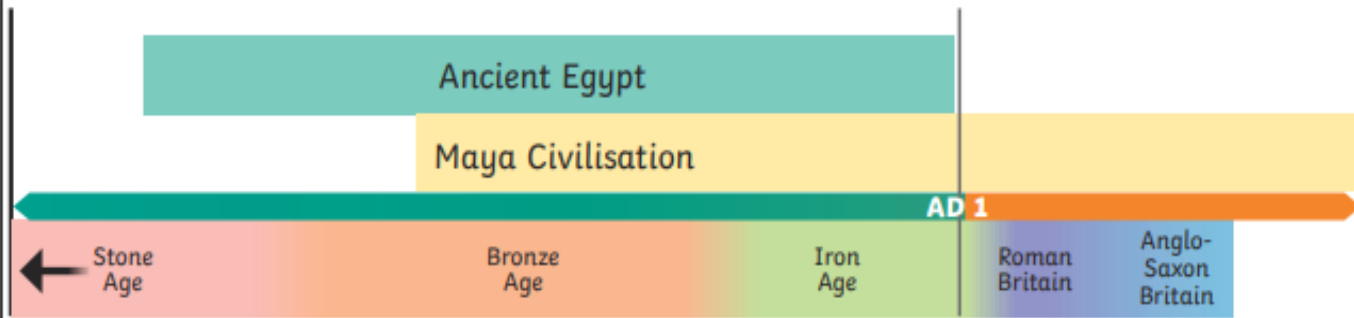 Ancient Egypt
Maya Civilisation
AD 1
Stone
Age
Bronze
Age
Iron
Age
Roman
Britain
Anglo-
Saxon
Britain